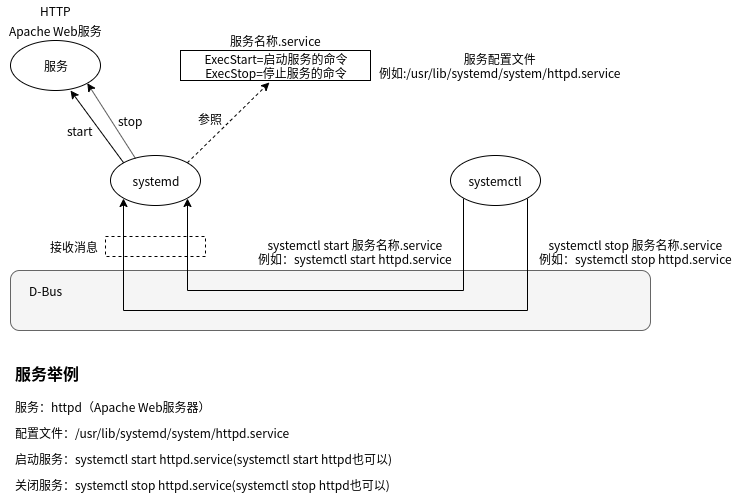 HTTP
Apache Web服务
服务
服务名称.service
ExecStart=启动服务的命令
ExecStop=停止服务的命令
服务配置文件
例如:/usr/lib/systemd/system/httpd.service
start
stop
参照
systemd
systemctl
接收消息
systemctl start 服务名称.service
例如：systemctl start httpd.service
systemctl stop 服务名称.service
例如：systemctl stop httpd.service
D-Bus
服务举例
服务：httpd（Apache Web服务器）
配置文件：/usr/lib/systemd/system/httpd.service
启动服务：systemctl start httpd.service(systemctl start httpd也可以)
关闭服务：systemctl stop httpd.service(systemctl stop httpd也可以)